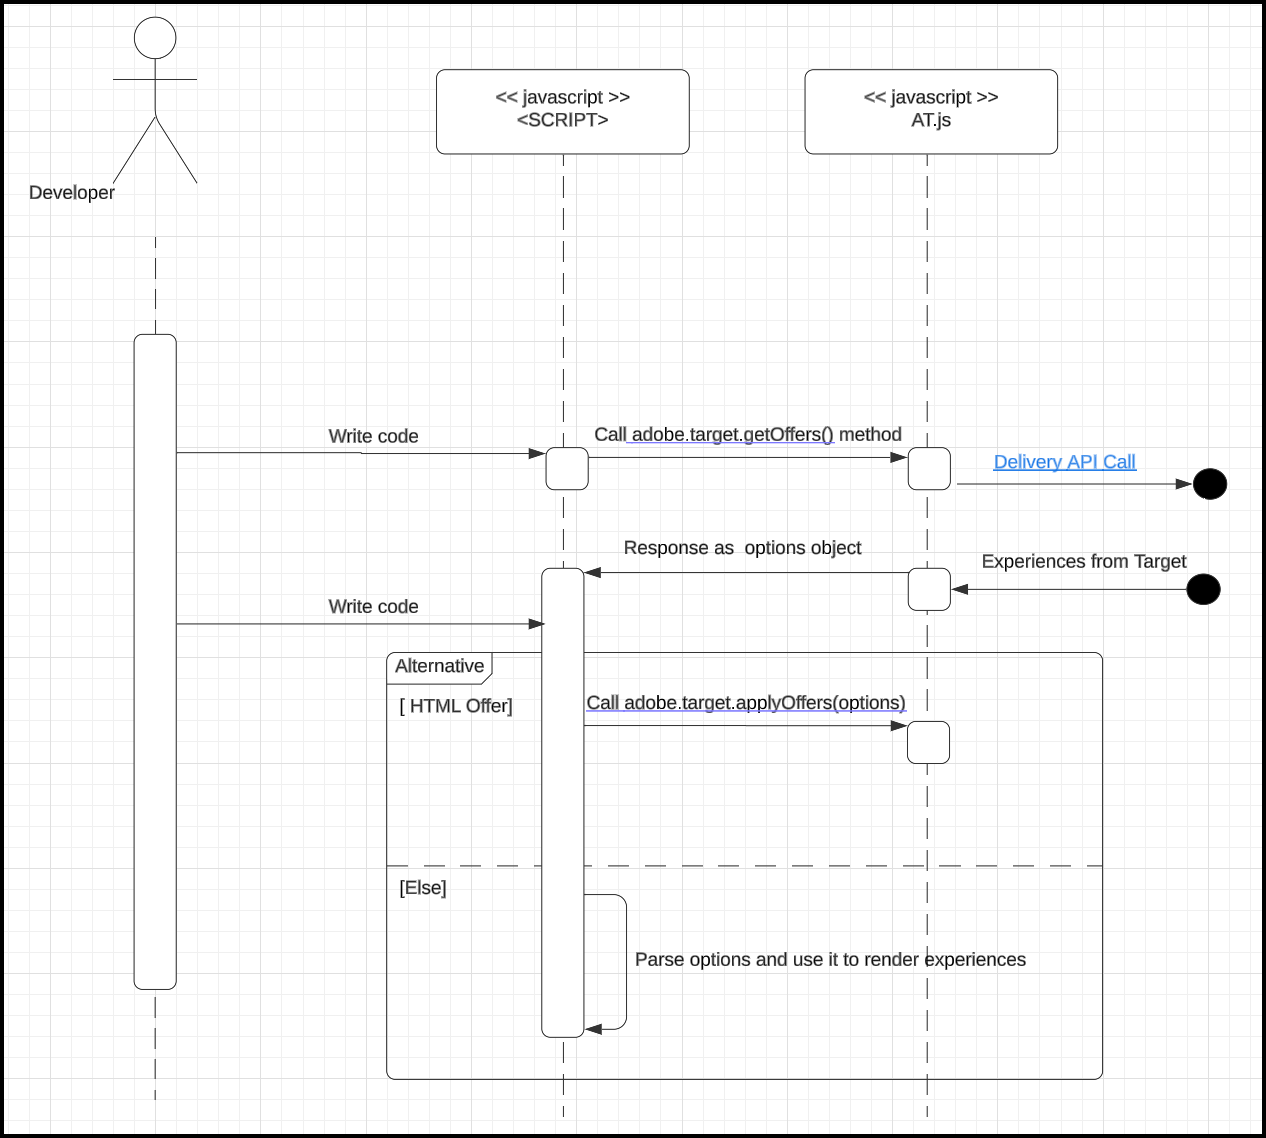 << javascript >>
<SCRIPT>
<< javascript >>
AT.js
Developer
Write code
Call adobe.target.getOffers() method
Delivery API Call
Response as  options object
Experiences from Target
Write code
Alternative
[ HTML Offer]
Call adobe.target.applyOffers(options)
[Else]
Parse options and use it to render experiences